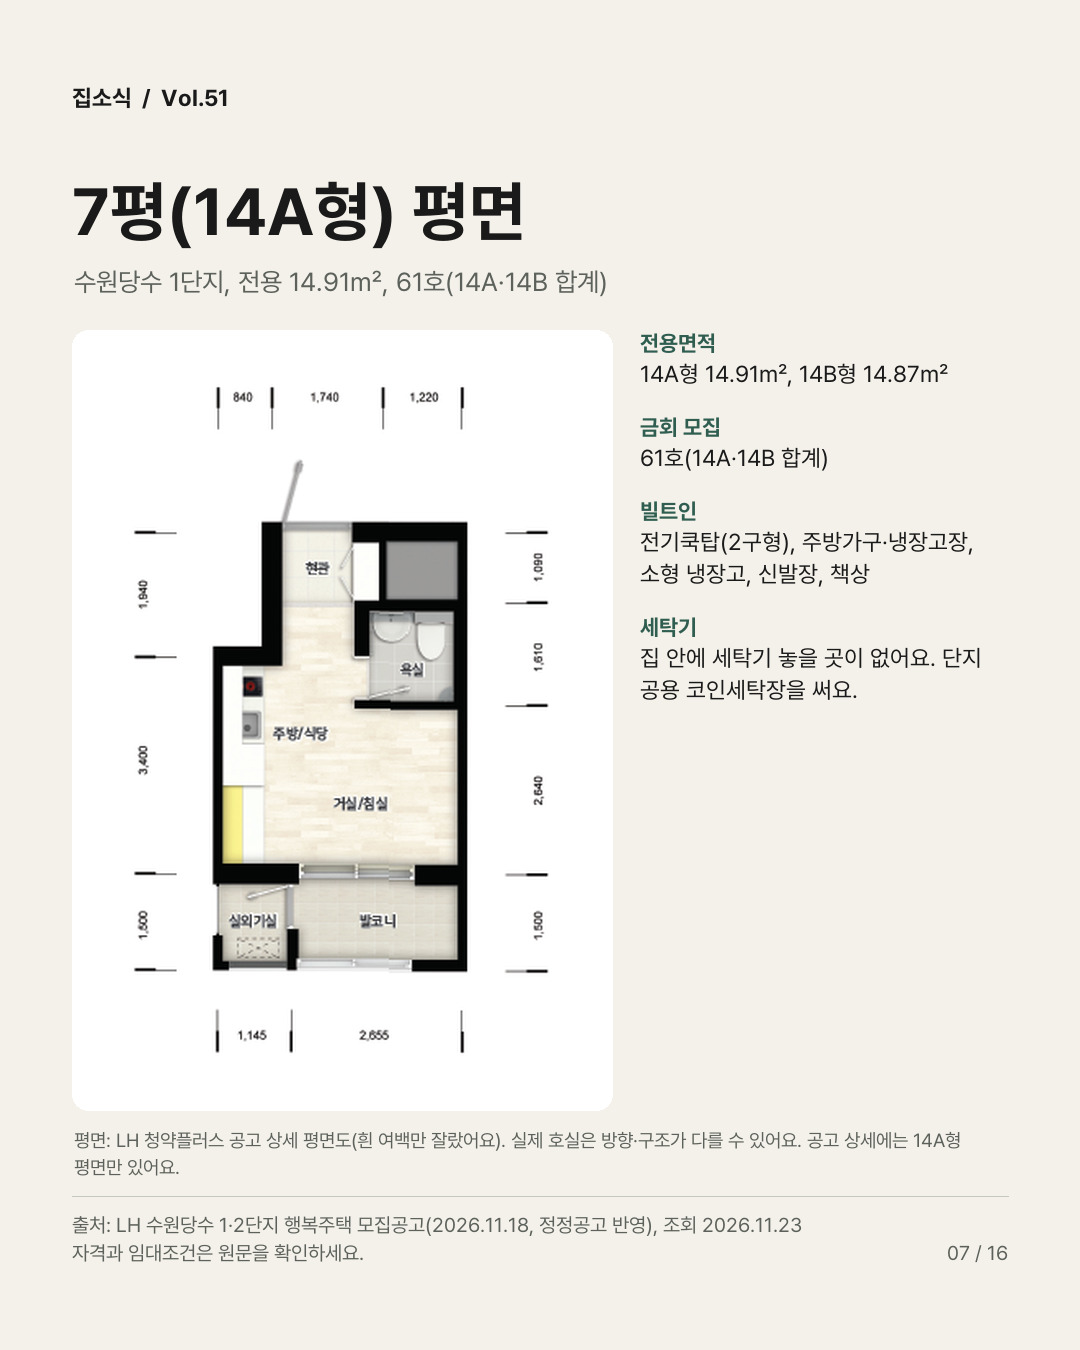 집소식 / Vol.51
7평(14A형) 평면
수원당수 1단지, 전용 14.91m², 61호(14A·14B 합계)
840 1,740 1,220
현관
1,940
1,090
욕실
1,610
주방/식당
3,400
거실/침실
2,640
실외기실 발코니
1,500
1,500
1,145 2,655
전용면적
14A형 14.91m², 14B형 14.87m²
금회 모집
61호(14A·14B 합계)
빌트인
전기쿡탑(2구형), 주방가구·냉장고장,
소형 냉장고, 신발장, 책상
세탁기
집 안에 세탁기 놓을 곳이 없어요. 단지
공용 코인세탁장을 써요.
평면: LH 청약플러스 공고 상세 평면도(흰 여백만 잘랐어요). 실제 호실은 방향·구조가 다를 수 있어요. 공고 상세에는 14A형
평면만 있어요.
출처: LH 수원당수 1·2단지 행복주택 모집공고(2026.11.18, 정정공고 반영), 조회 2026.11.23
자격과 임대조건은 원문을 확인하세요.
07 / 16